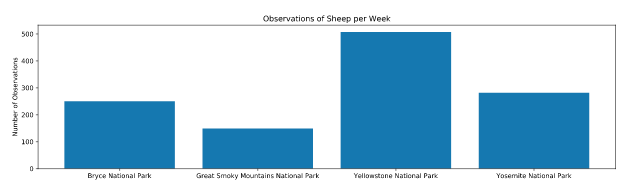 Observations of Sheep per Week
Number of Observations
500
400
300
200
100
0
Bryce National Park
Great Smoky Mountains National Park
Yellowstone National Park
Yosemite National Park